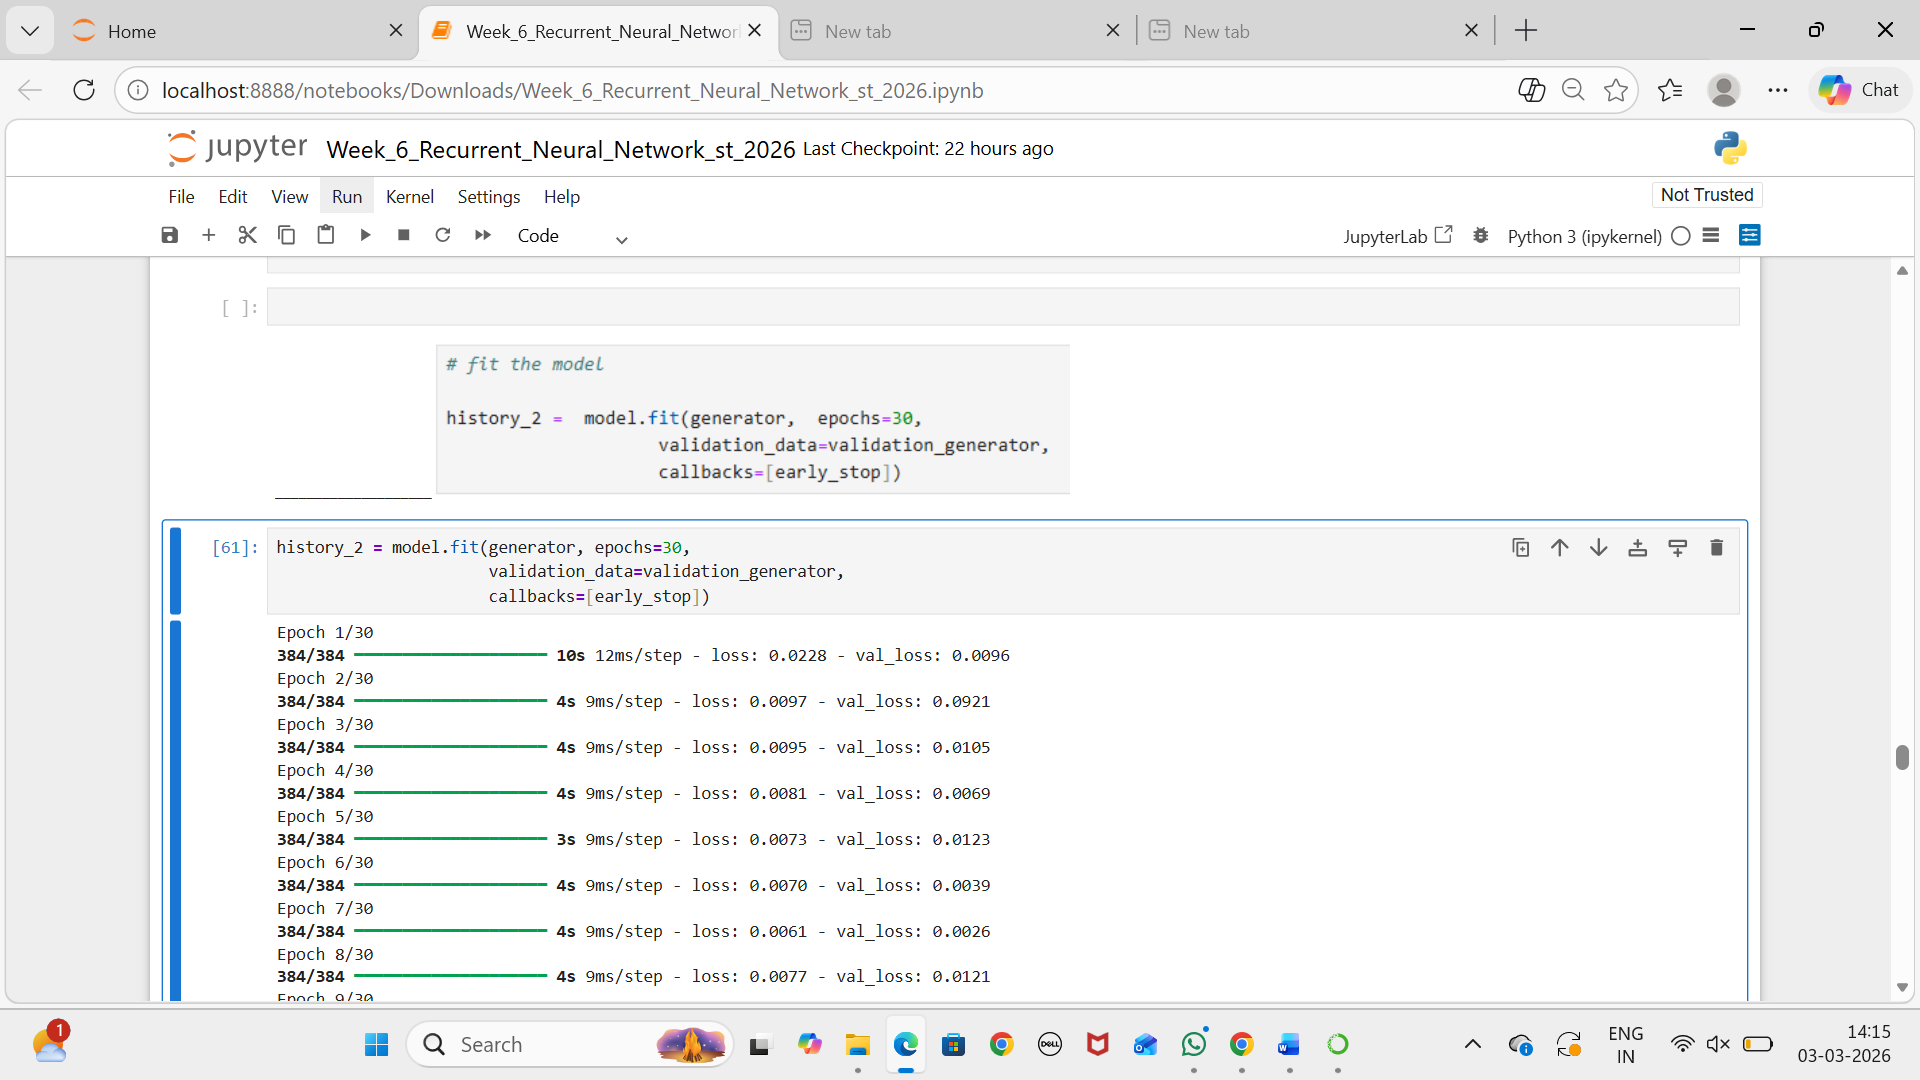 Home
Week_6_Recurrent_Neural_Networ
New tab
New tab
localhost:8888/notebooks/Downloads/Week_6_Recurrent_Neural_Network_st_2026.ipynb
Chat
jupyter Week_6_Recurrent_Neural_Network_st_2026 Last Checkpoint: 22 hours ago
File Edit View Run Kernel Settings Help
Not Trusted
Code
JupyterLab
Python 3 (ipykernel)
[ ]:
# fit the model
history_2 = model.fit(generator, epochs=30,
validation_data=validation_generator,
callbacks=[early_stop])
[61]: history_2 = model.fit(generator, epochs=30,
validation_data=validation_generator,
callbacks=[early_stop])
Epoch 1/30
384/384 10s 12ms/step - loss: 0.0228 - val_loss: 0.0096
Epoch 2/30
384/384 4s 9ms/step - loss: 0.0097 - val_loss: 0.0921
Epoch 3/30
384/384 4s 9ms/step - loss: 0.0095 - val_loss: 0.0105
Epoch 4/30
384/384 4s 9ms/step - loss: 0.0081 - val_loss: 0.0069
Epoch 5/30
384/384 3s 9ms/step - loss: 0.0073 - val_loss: 0.0123
Epoch 6/30
384/384 4s 9ms/step - loss: 0.0070 - val_loss: 0.0039
Epoch 7/30
384/384 4s 9ms/step - loss: 0.0061 - val_loss: 0.0026
Epoch 8/30
384/384 4s 9ms/step - loss: 0.0077 - val_loss: 0.0121
Epoch 9/30
1
Search
DELL
ENG
IN
14:15
03-03-2026